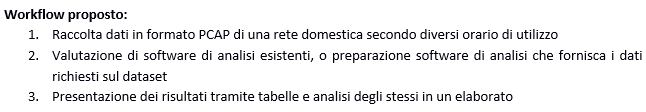 Workflow proposto:
1. Raccolta dati in formato PCAP di una rete domestica secondo diversi orario di utilizzo
2. Valutazione di software di analisi esistenti, o preparazione software di analisi che fornisca i dati
richiesti sul dataset
3. Presentazione dei risultati tramite tabelle e analisi degli stessi in un elaborato